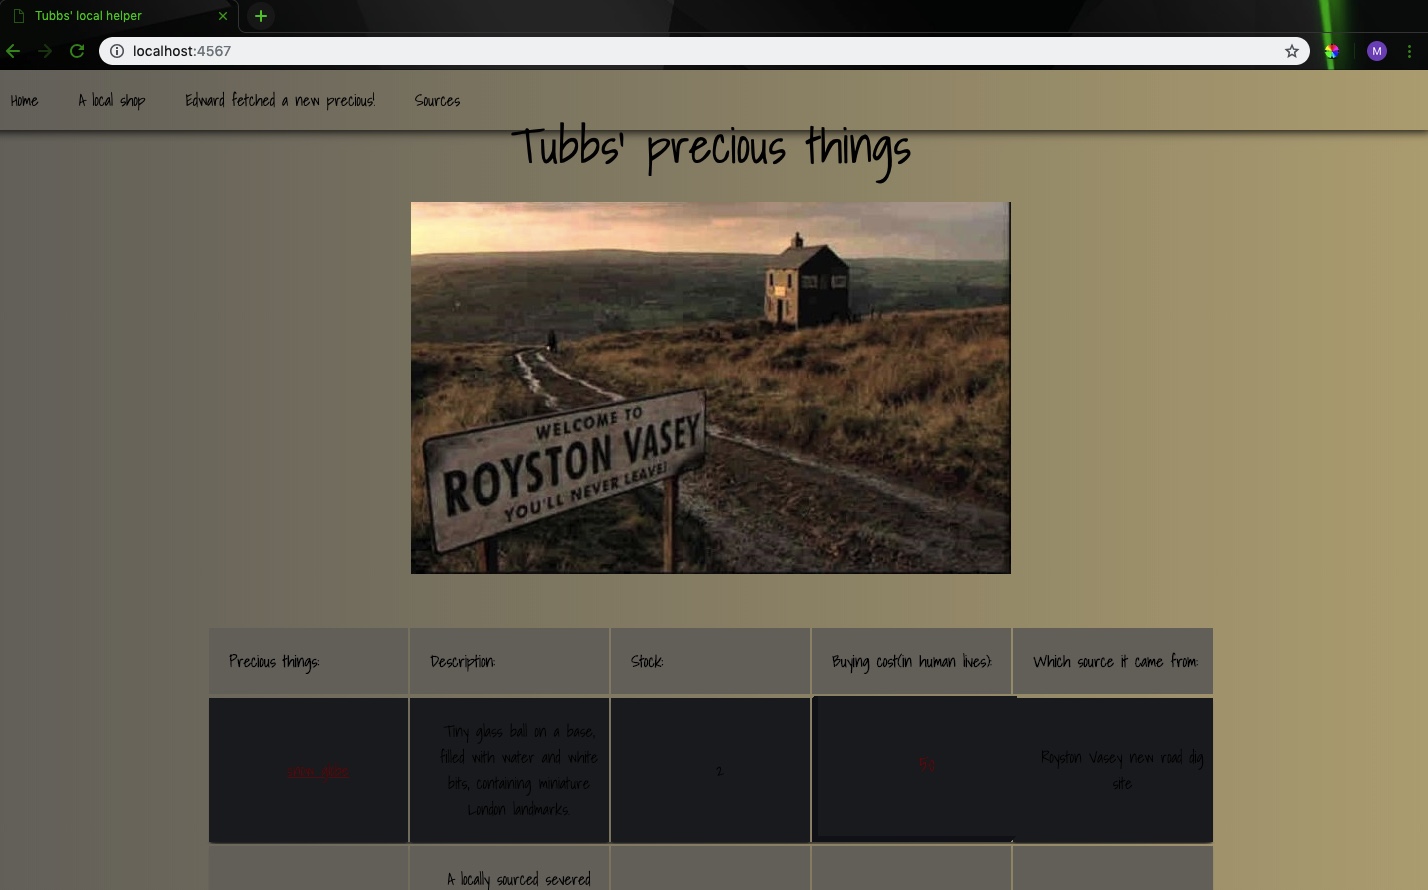 Tubbs' local helper
localhost:4567
M
Home
A local shop
Edward fetched a new precious!
Sources
Tubbs' precious things
WELCOME TO
ROYSTON VASEY
YOU'LL NEVER LEAVE!
Precious things:
Description:
Stock:
Buying cost(in human lives):
Which source it came from:
snow globe
Tiny glass ball on a base,
filled with water and white
bits, containing miniature
London landmarks.
2
50
Royston Vasey new road dig
site
A locally sourced severed